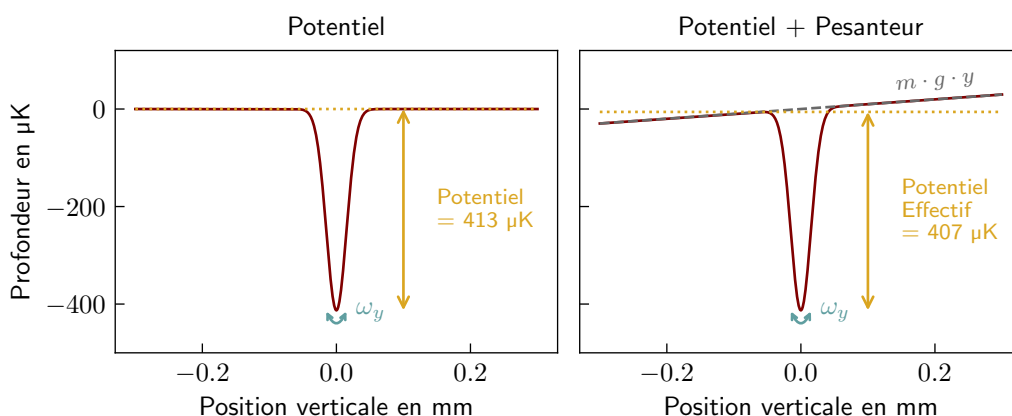 Potentiel
Potentiel + Pesanteur
Profondeur en µK
0
−200
−400
Potentiel
= 413 µK
ω_y
−0.2
0.0
0.2
Position verticale en mm
m · g · y
Potentiel
Effectif
= 407 µK
ω_y
−0.2
0.0
0.2
Position verticale en mm